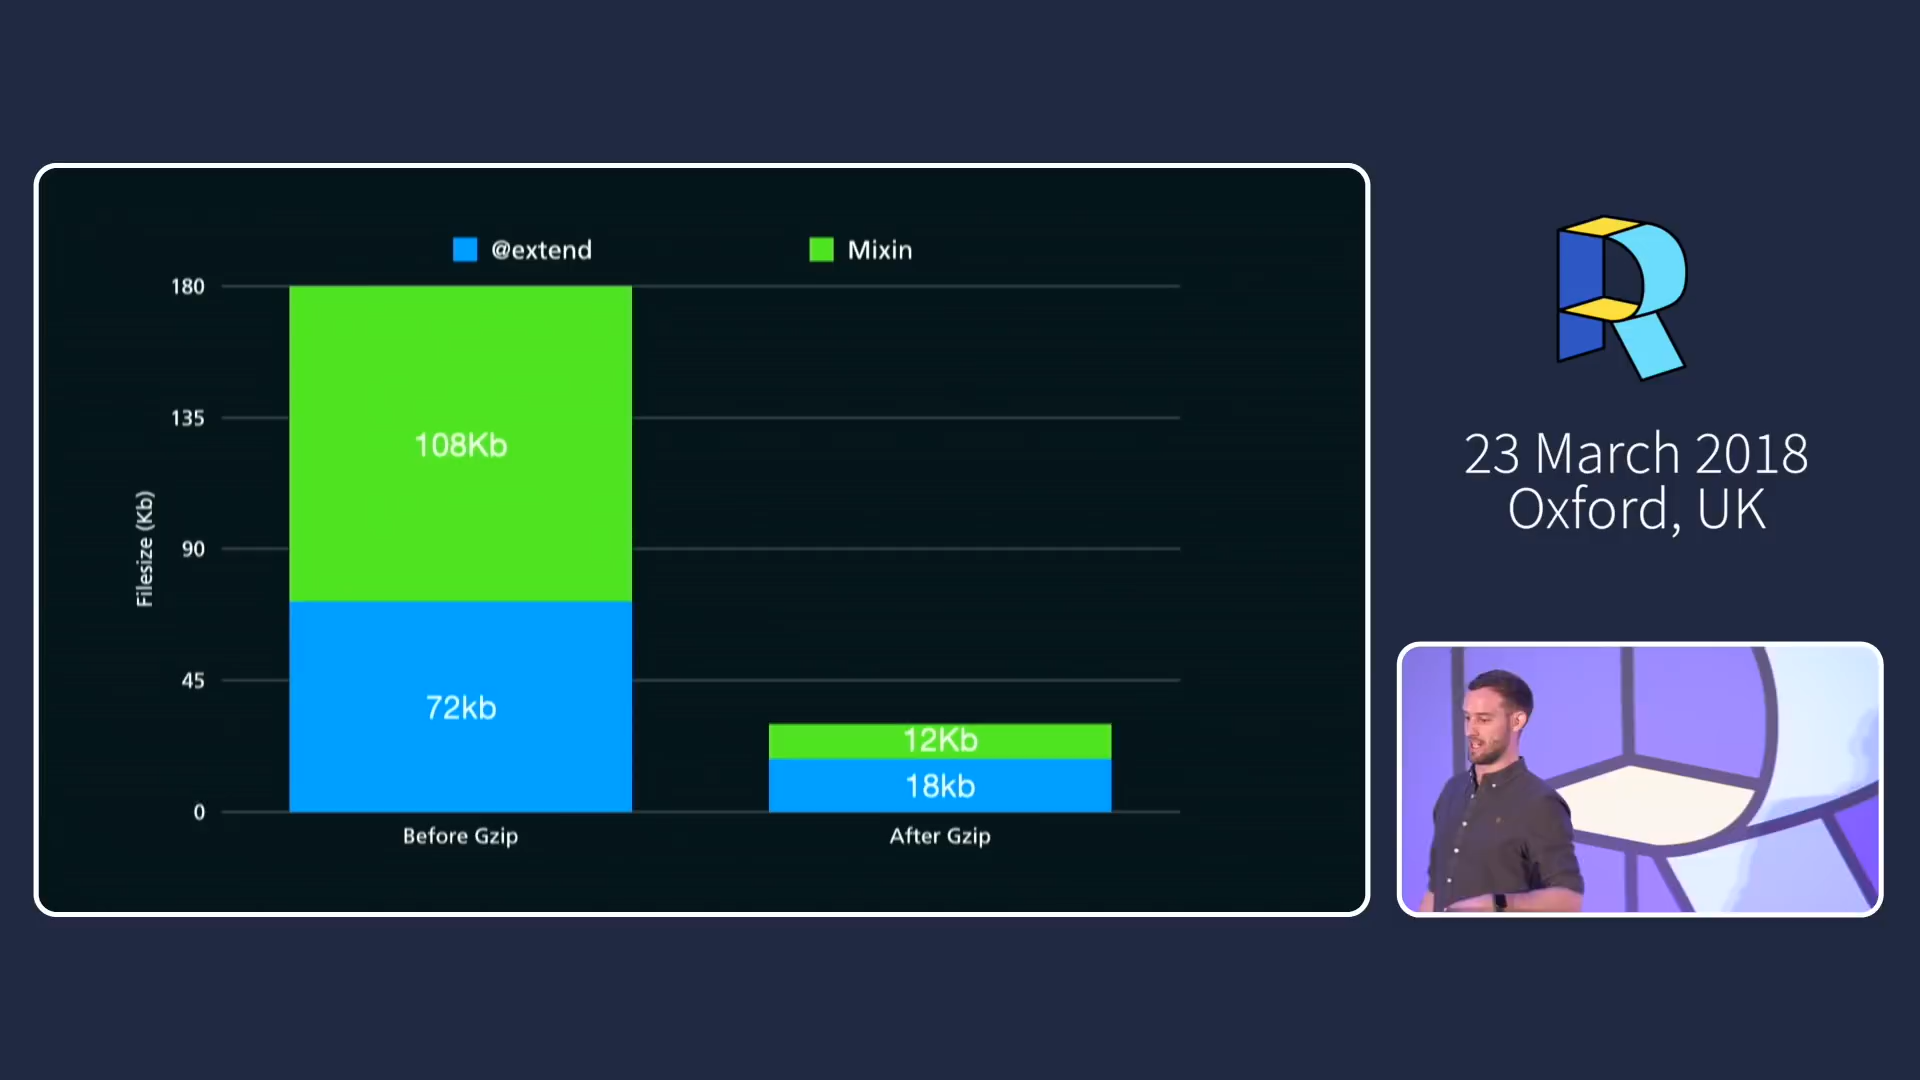 @extend
Mixin
180
135
90
45
0
Filesize (Kb)
108Kb
72kb
12Kb
18kb
Before Gzip
After Gzip
23 March 2018
Oxford, UK